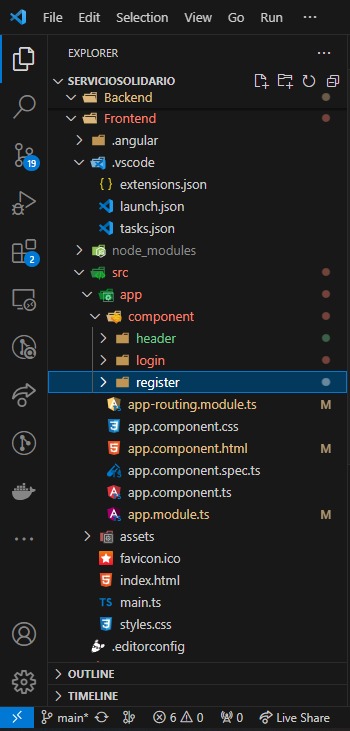 File Edit Selection View Go Run ...
EXPLORER ...
SERVICIOSOLIDARIO
Backend
Frontend
.angular
.vscode
{ } extensions.json
launch.json
tasks.json
node_modules
src
app
component
header
login
register
app-routing.module.ts M
app.component.css
app.component.html M
app.component.spec.ts
app.component.ts
app.module.ts M
assets
favicon.ico
index.html
TS main.ts
styles.css
.editorconfig
OUTLINE
TIMELINE
19
2
main* 6 0 0 Live Share